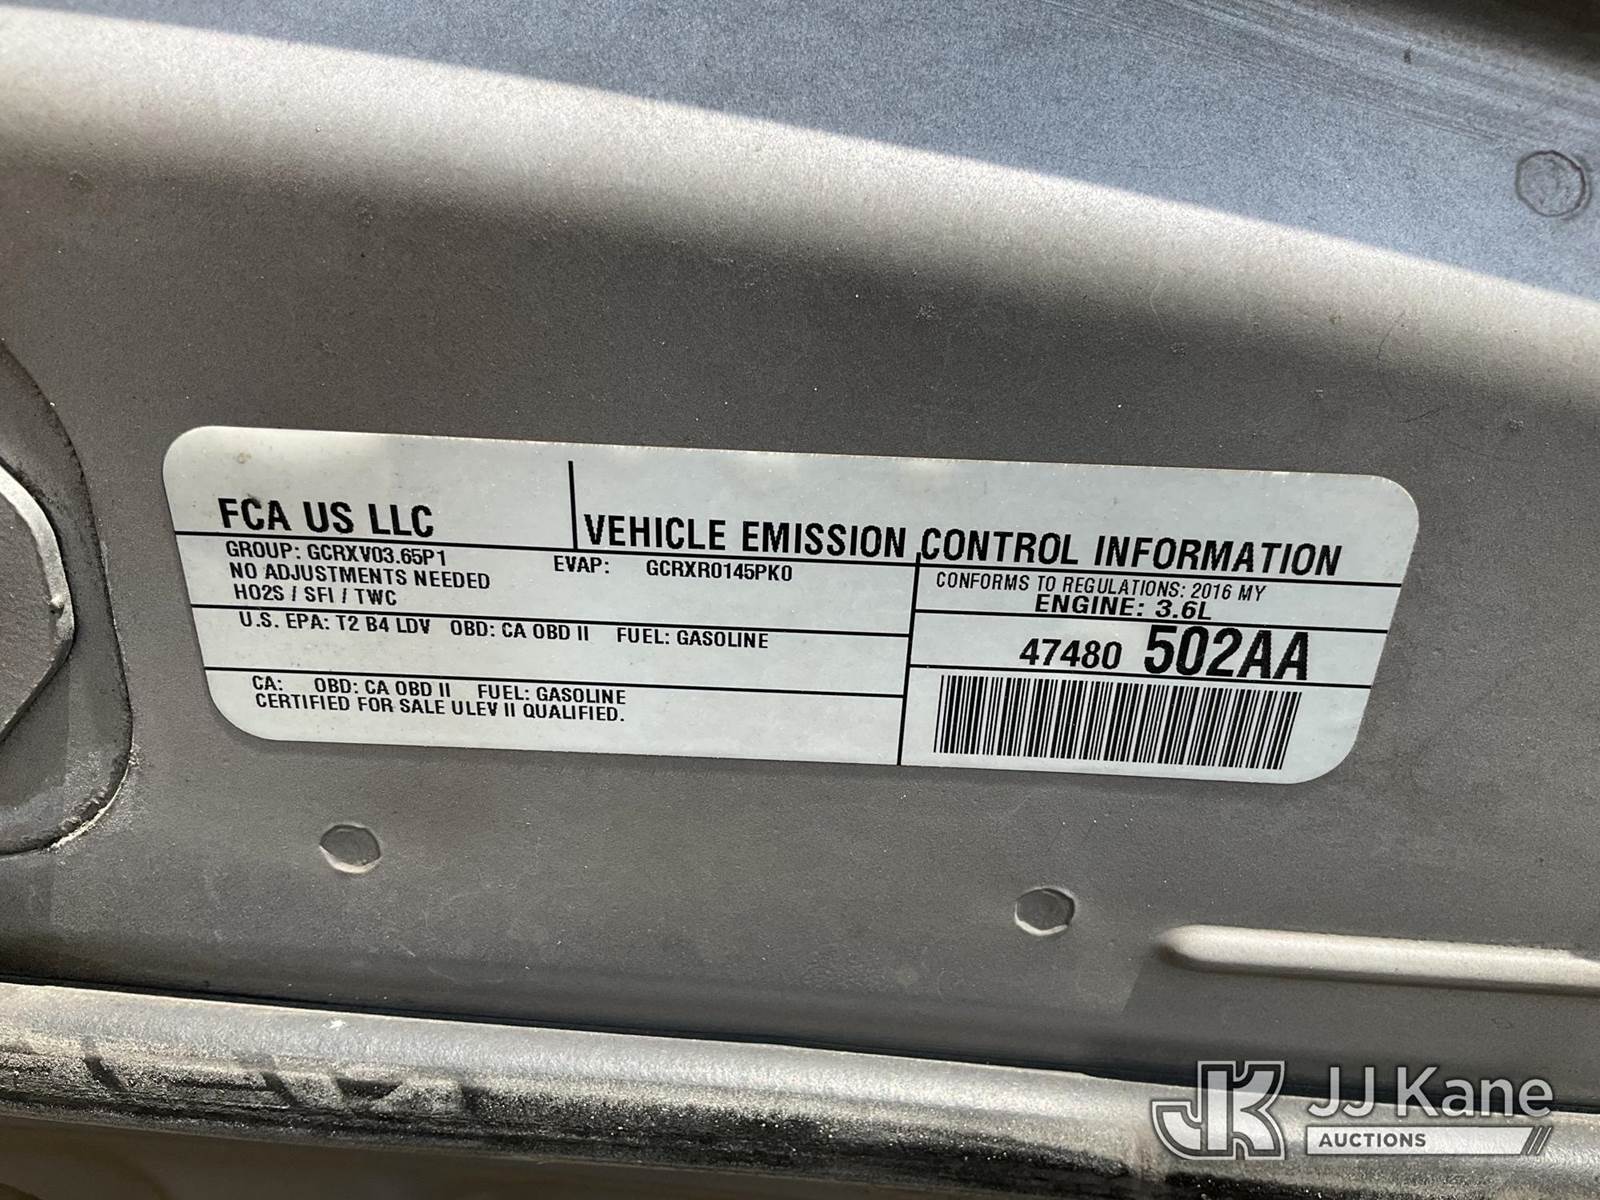 FCA US LLC
VEHICLE EMISSION CONTROL INFORMATION
GROUP: GCRXV03.65P1
EVAP: GCRXR0145PK0
NO ADJUSTMENTS NEEDED
HO2S / SFI / TWC
CONFORMS TO REGULATIONS: 2016 MY
ENGINE: 3.6L
U.S. EPA: T2 B4 LDV OBD: CA OBD II FUEL: GASOLINE
47480 502AA
CA: OBD: CA OBD II FUEL: GASOLINE
CERTIFIED FOR SALE ULEV II QUALIFIED.
JK JJ Kane
AUCTIONS